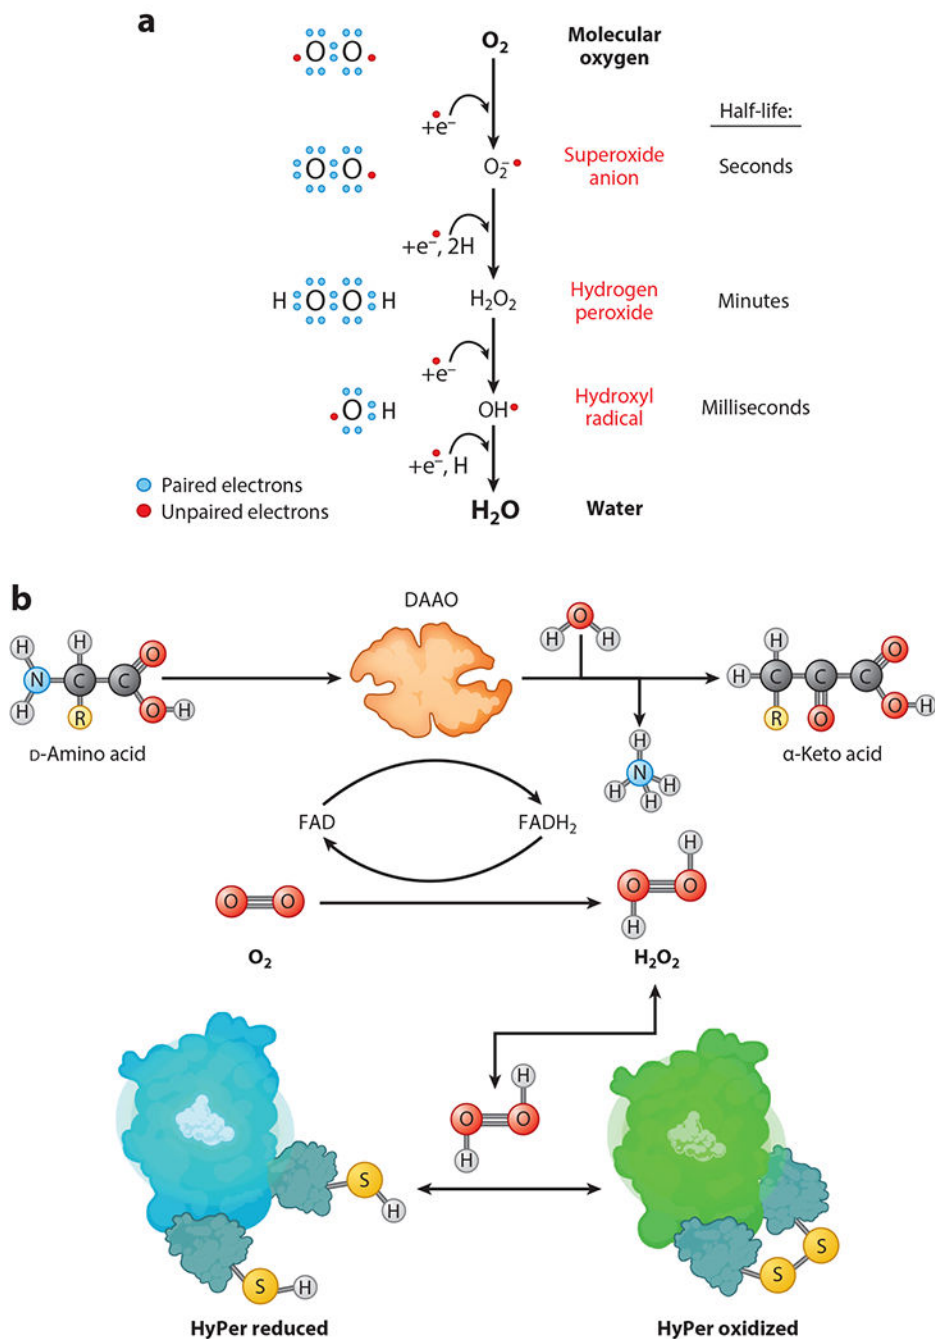 a
O O
O₂
Molecular
oxygen
+e⁻
Half-life:
O O
O₂⁻•
Superoxide
anion
Seconds
+e⁻, 2H
H O O H
H₂O₂
Hydrogen
peroxide
Minutes
+e⁻
O H
OH•
Hydroxyl
radical
Milliseconds
+e⁻, H
Paired electrons
Unpaired electrons
H₂O
Water
b
DAAO
H H N H C C O O H R
D-Amino acid
O H H
H H C C C O O O H R
α-Keto acid
H N H H H
FAD
FADH₂
O O
O₂
H O O H
H₂O₂
H O O H
S H
S H
S S
HyPer reduced
HyPer oxidized